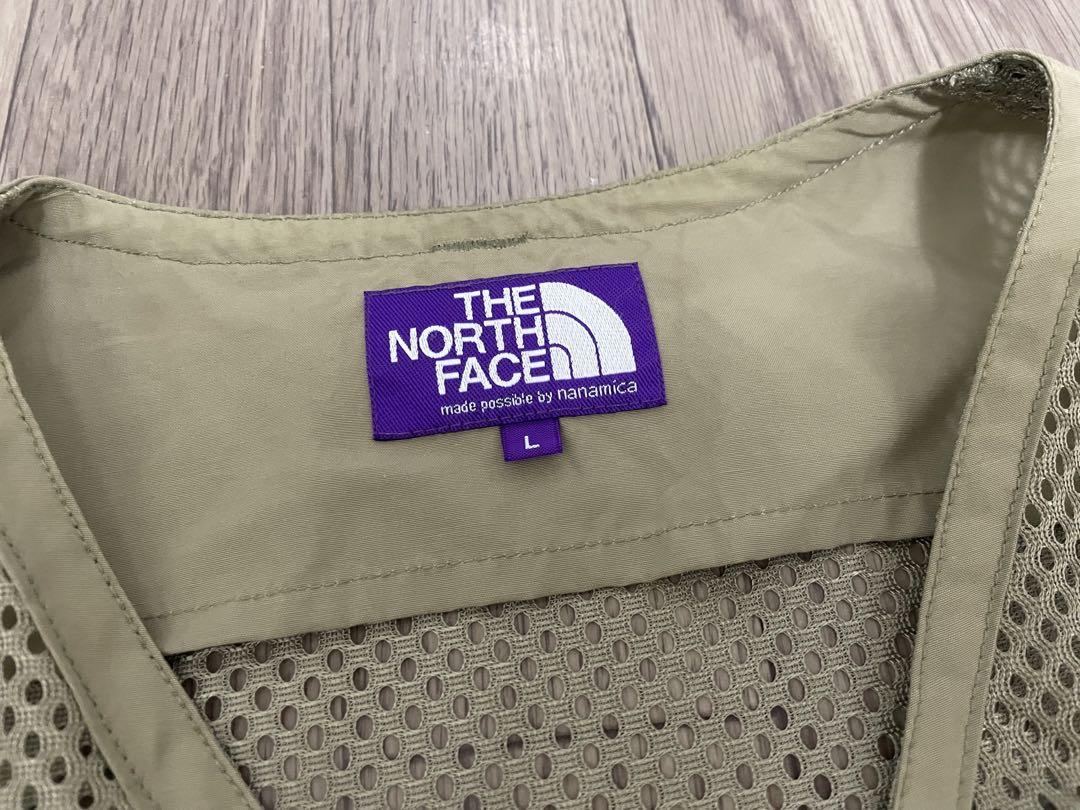 THE
NORTH
FACE
made possible by nanamica
L